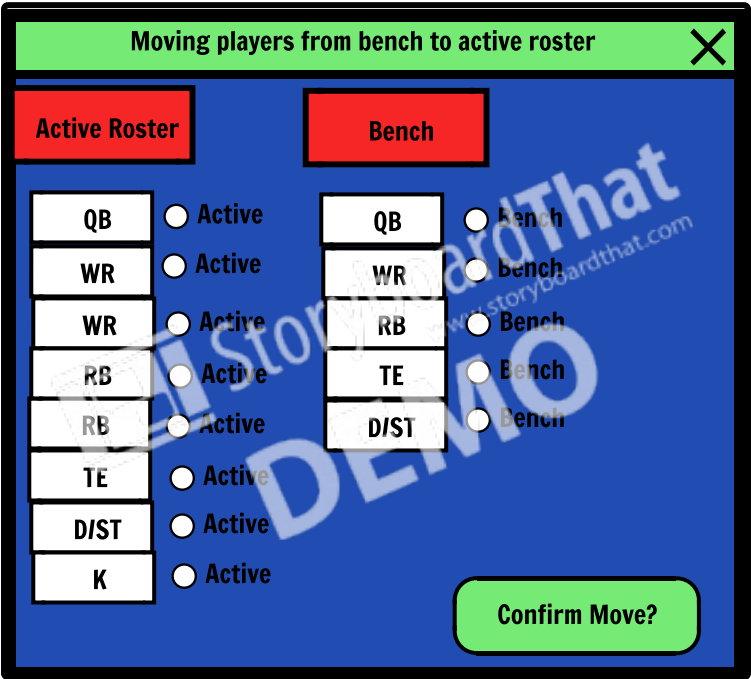 Moving players from bench to active roster
X
Active Roster
Bench
QB Active
WR Active
WR Active
RB Active
RB Active
TE Active
D/ST Active
K Active
QB Bench
WR Bench
RB Bench
TE Bench
D/ST Bench
Confirm Move?
StoryboardThat
www.storyboardthat.com
DEMO